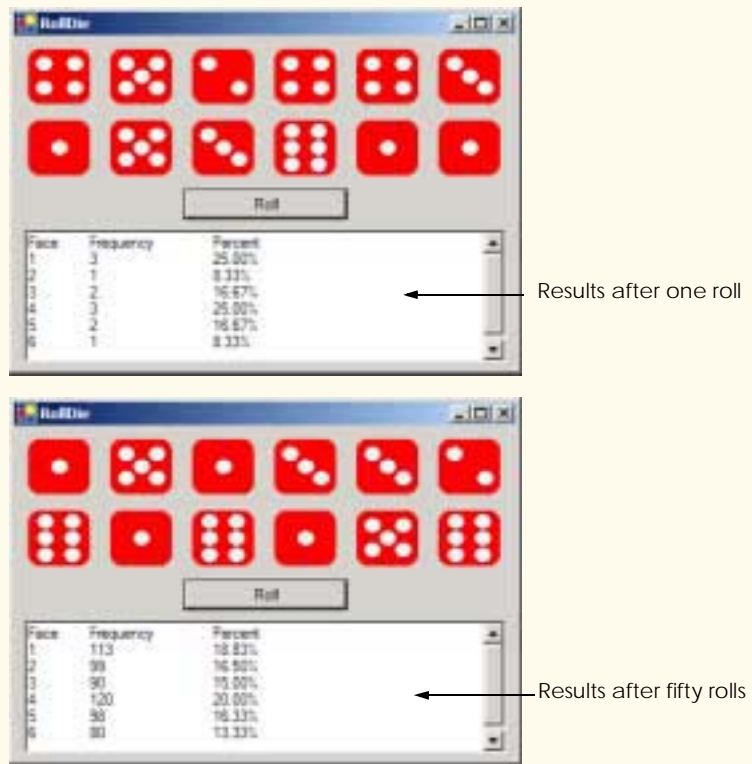 RollDie
Roll
Face Frequency Percent
1 3 25.00%
2 1 8.33%
3 2 16.67%
4 3 25.00%
5 2 16.67%
6 1 8.33%
Results after one roll
RollDie
Roll
Face Frequency Percent
1 113 18.83%
2 99 16.50%
3 90 15.00%
4 120 20.00%
5 98 16.33%
6 80 13.33%
Results after fifty rolls